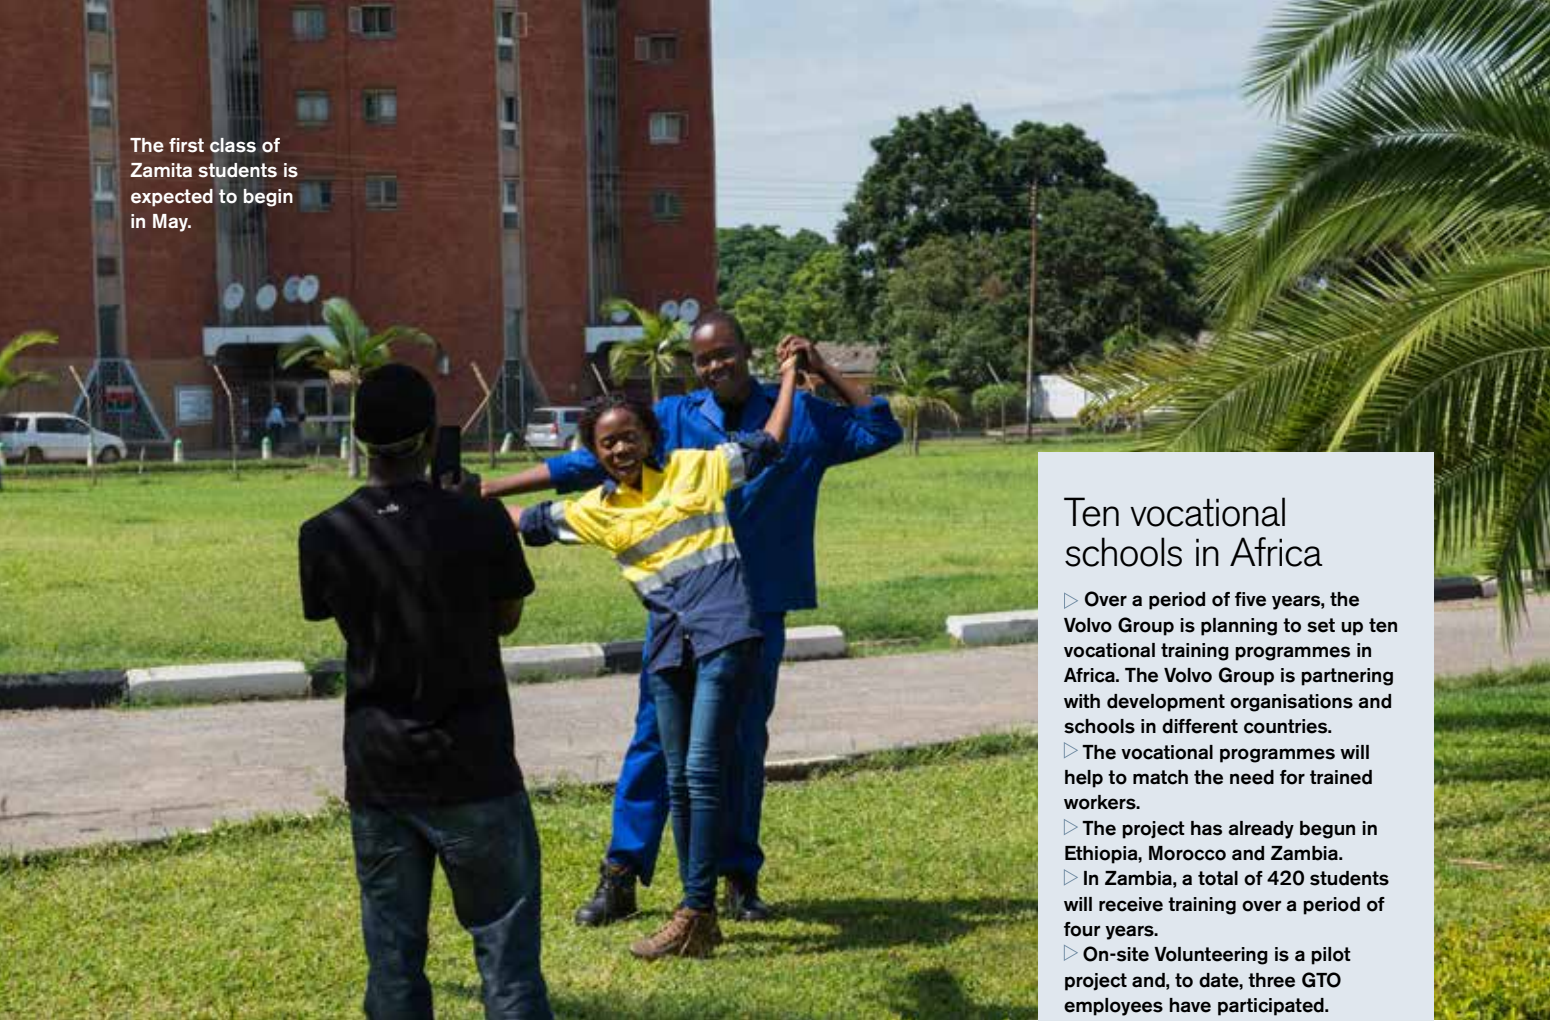 The first class of
Zamita students is
expected to begin
in May.
Ten vocational
schools in Africa
▷ Over a period of five years, the
Volvo Group is planning to set up ten
vocational training programmes in
Africa. The Volvo Group is partnering
with development organisations and
schools in different countries.
▷ The vocational programmes will
help to match the need for trained
workers.
▷ The project has already begun in
Ethiopia, Morocco and Zambia.
▷ In Zambia, a total of 420 students
will receive training over a period of
four years.
▷ On-site Volunteering is a pilot
project and, to date, three GTO
employees have participated.